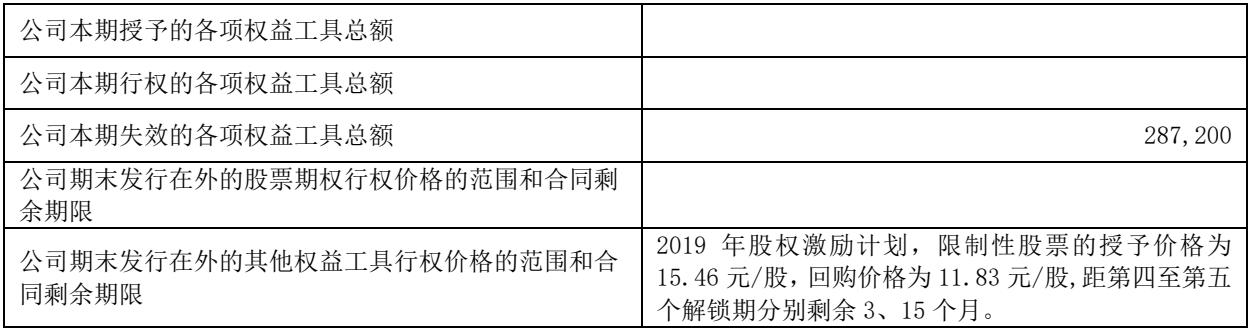 公司本期授予的各项权益工具总额
公司本期行权的各项权益工具总额
公司本期失效的各项权益工具总额 287,200
公司期末发行在外的股票期权行权价格的范围和合同剩
余期限
公司期末发行在外的其他权益工具行权价格的范围和合
同剩余期限
2019 年股权激励计划，限制性股票的授予价格为
15.46 元/股，回购价格为 11.83 元/股,距第四至第五
个解锁期分别剩余 3、15 个月。